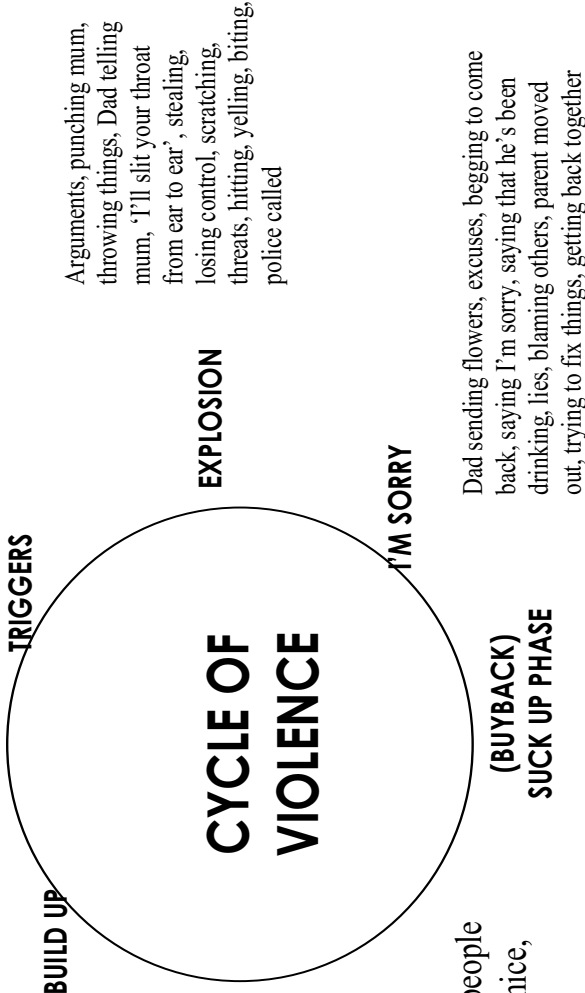 BUILD UP
TRIGGERS
EXPLOSION
Arguments, punching mum,
throwing things, Dad telling
mum, ‘I’ll slit your throat
from ear to ear’, stealing,
losing control, scratching,
threats, hitting, yelling, biting,
police called
CYCLE OF
VIOLENCE
I’M SORRY
Dad sending flowers, excuses, begging to come
back, saying I’m sorry, saying that he’s been
drinking, lies, blaming others, parent moved
out, trying to fix things, getting back together
(BUYBACK)
SUCK UP PHASE
people
nice,